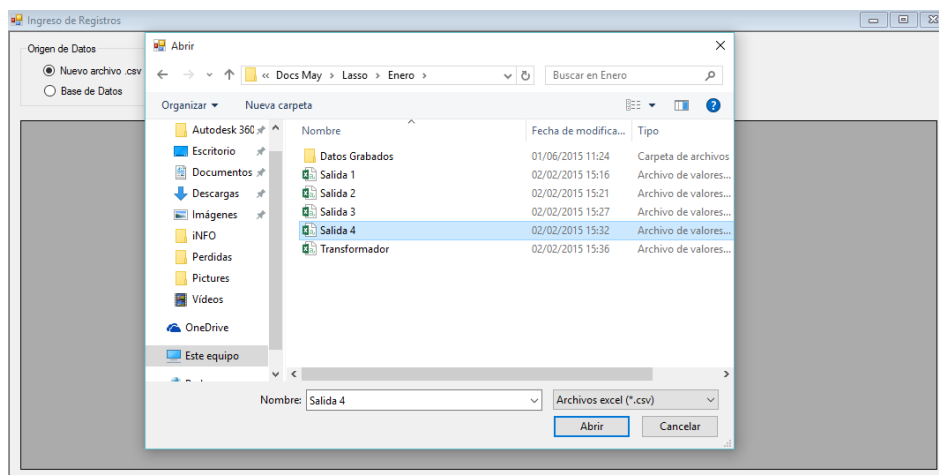 Ingreso de Registros
Origen de Datos
Nuevo archivo .csv
Base de Datos
Abrir
« Docs May > Lasso > Enero >
Buscar en Enero
Organizar
Nueva carpeta
Autodesk 360
Escritorio
Documentos
Descargas
Imágenes
iNFO
Perdidas
Pictures
Vídeos
OneDrive
Este equipo
Nombre Fecha de modifica... Tipo
Datos Grabados 01/06/2015 11:24 Carpeta de archivos
Salida 1 02/02/2015 15:16 Archivo de valores...
Salida 2 02/02/2015 15:21 Archivo de valores...
Salida 3 02/02/2015 15:27 Archivo de valores...
Salida 4 02/02/2015 15:32 Archivo de valores...
Transformador 02/02/2015 15:36 Archivo de valores...
Nombre: Salida 4
Archivos excel (*.csv)
Abrir
Cancelar